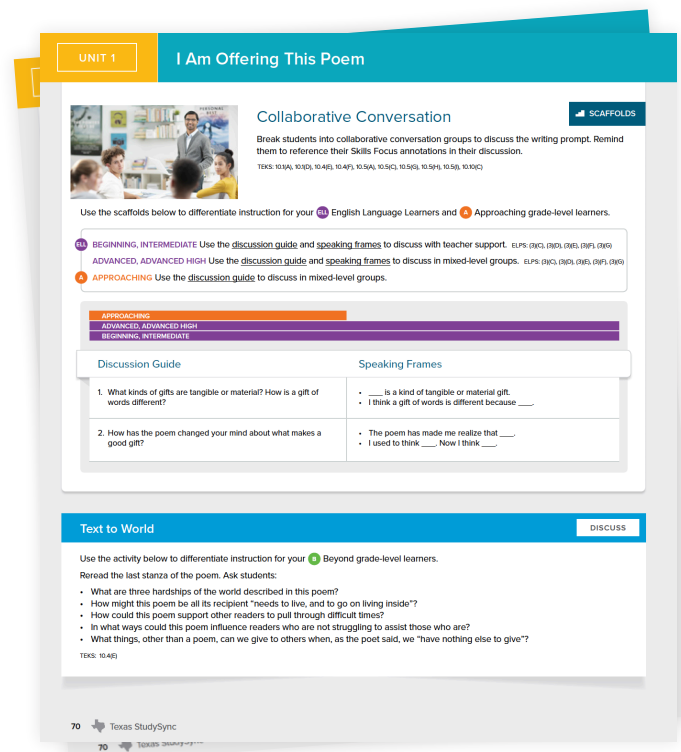 UNIT 1
I Am Offering This Poem
Collaborative Conversation
SCAFFOLDS
Break students into collaborative conversation groups to discuss the writing prompt. Remind
them to reference their Skills Focus annotations in their discussion.
TEKS: 10.1(A), 10.1(D), 10.4(E), 10.4(F), 10.5(A), 10.5(C), 10.5(G), 10.5(H), 10.5(I), 10.10(C)
Use the scaffolds below to differentiate instruction for your ELL English Language Learners and A Approaching grade-level learners.
ELL BEGINNING, INTERMEDIATE Use the discussion guide and speaking frames to discuss with teacher support. ELPS: (3)(C), (3)(D), (3)(E), (3)(F), (3)(G)
ADVANCED, ADVANCED HIGH Use the discussion guide and speaking frames to discuss in mixed-level groups. ELPS: (3)(C), (3)(D), (3)(E), (3)(F), (3)(G)
A APPROACHING Use the discussion guide to discuss in mixed-level groups.
APPROACHING
ADVANCED, ADVANCED HIGH
BEGINNING, INTERMEDIATE
Discussion Guide
Speaking Frames
1. What kinds of gifts are tangible or material? How is a gift of
words different?
• ___ is a kind of tangible or material gift.
• I think a gift of words is different because ___.
2. How has the poem changed your mind about what makes a
good gift?
• The poem has made me realize that ___.
• I used to think ___. Now I think ___.
Text to World
DISCUSS
Use the activity below to differentiate instruction for your B Beyond grade-level learners.
Reread the last stanza of the poem. Ask students:
• What are three hardships of the world described in this poem?
• How might this poem be all its recipient “needs to live, and to go on living inside”?
• How could this poem support other readers to pull through difficult times?
• In what ways could this poem influence readers who are not struggling to assist those who are?
• What things, other than a poem, can we give to others when, as the poet said, we “have nothing else to give”?
TEKS: 10.4(E)
70 Texas StudySync
70 Texas StudySync